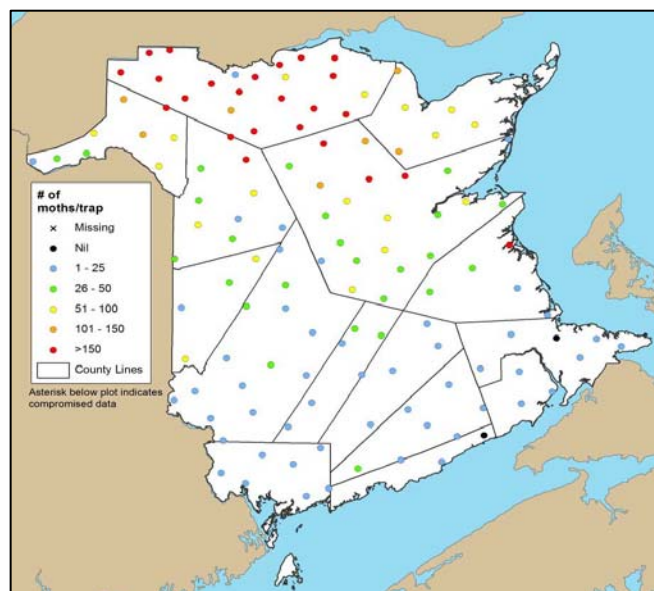 # of
moths/trap
Missing
Nil
1 - 25
26 - 50
51 - 100
101 - 150
>150
County Lines
Asterisk below plot indicates
compromised data